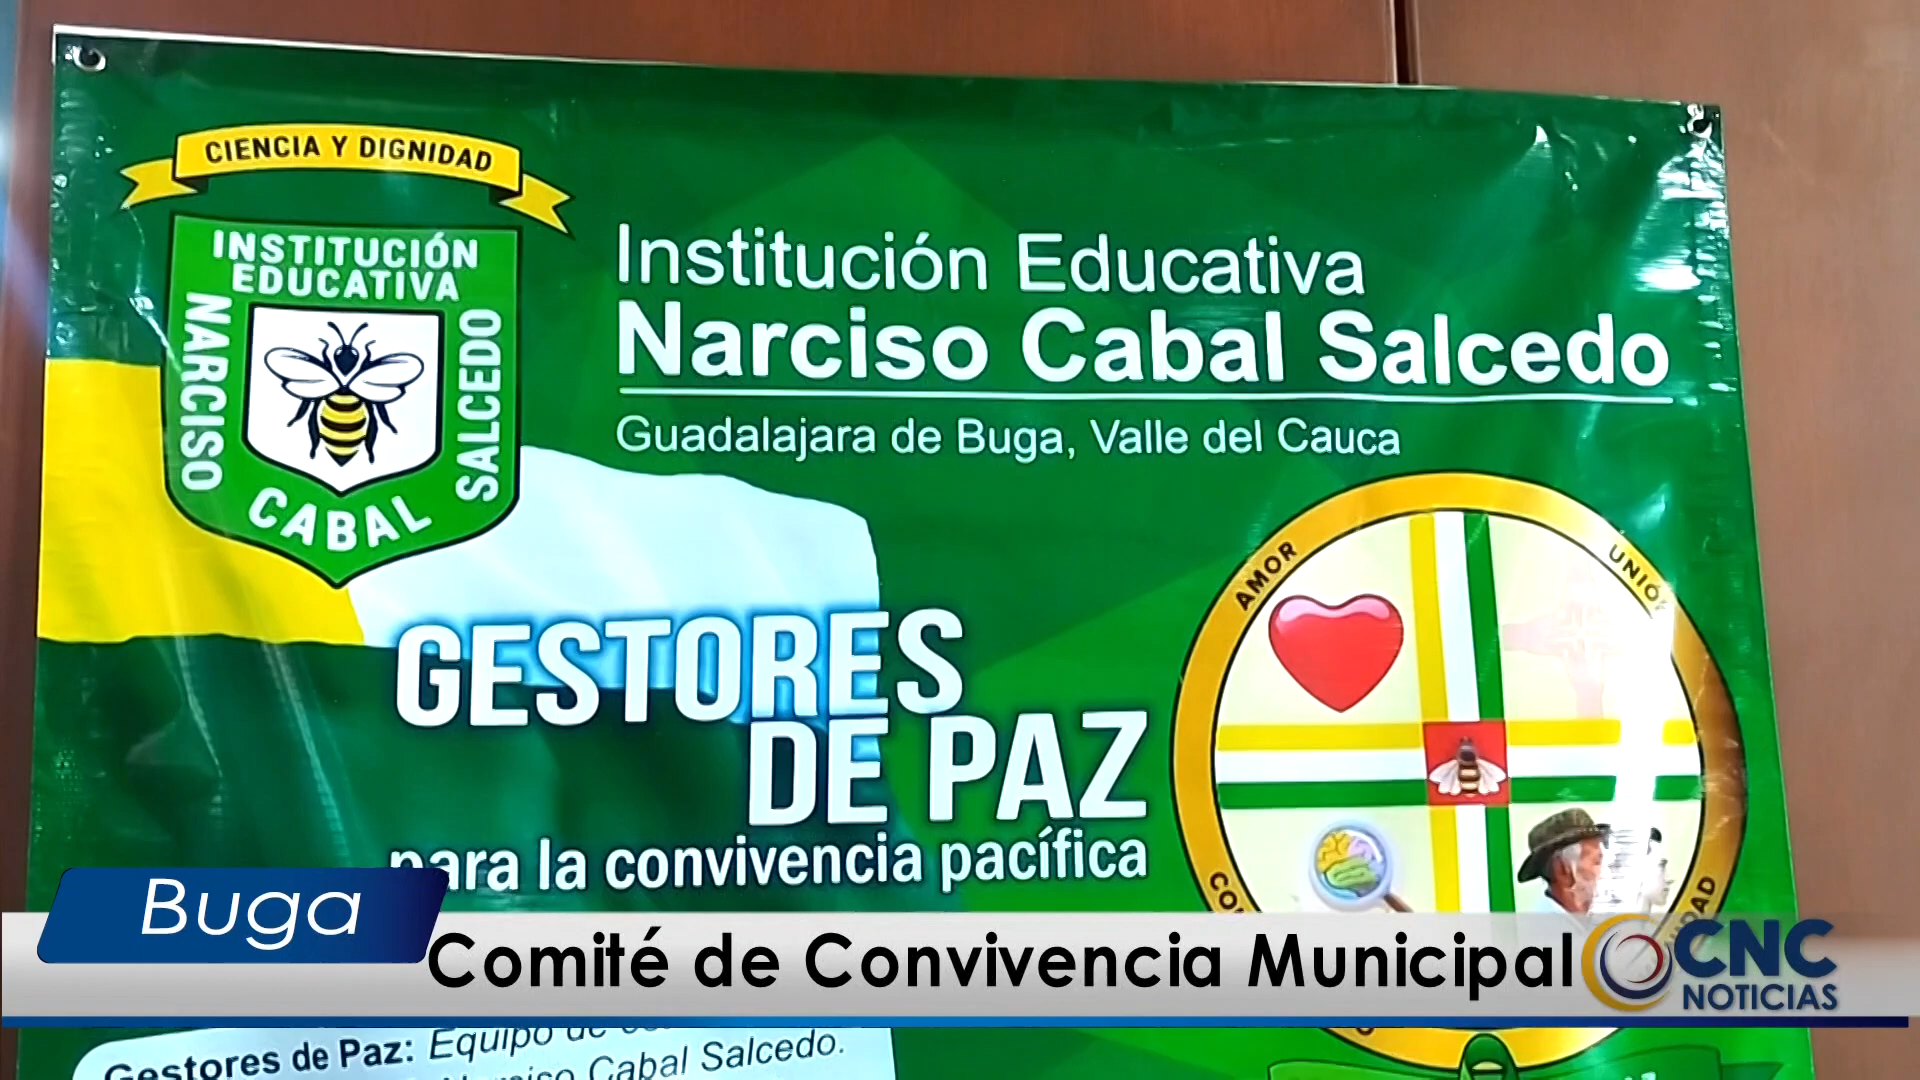 CIENCIA Y DIGNIDAD
INSTITUCIÓN
EDUCATIVA
NARCISO
CABAL
SALCEDO
Institución Educativa
Narciso Cabal Salcedo
Guadalajara de Buga, Valle del Cauca
AMOR
UNIÓN
GESTORES
DE PAZ
para la convivencia pacífica
Buga
Comité de Convivencia Municipal
CNC
NOTICIAS
Gestores de Paz: Equipo de
Cabal Salcedo.